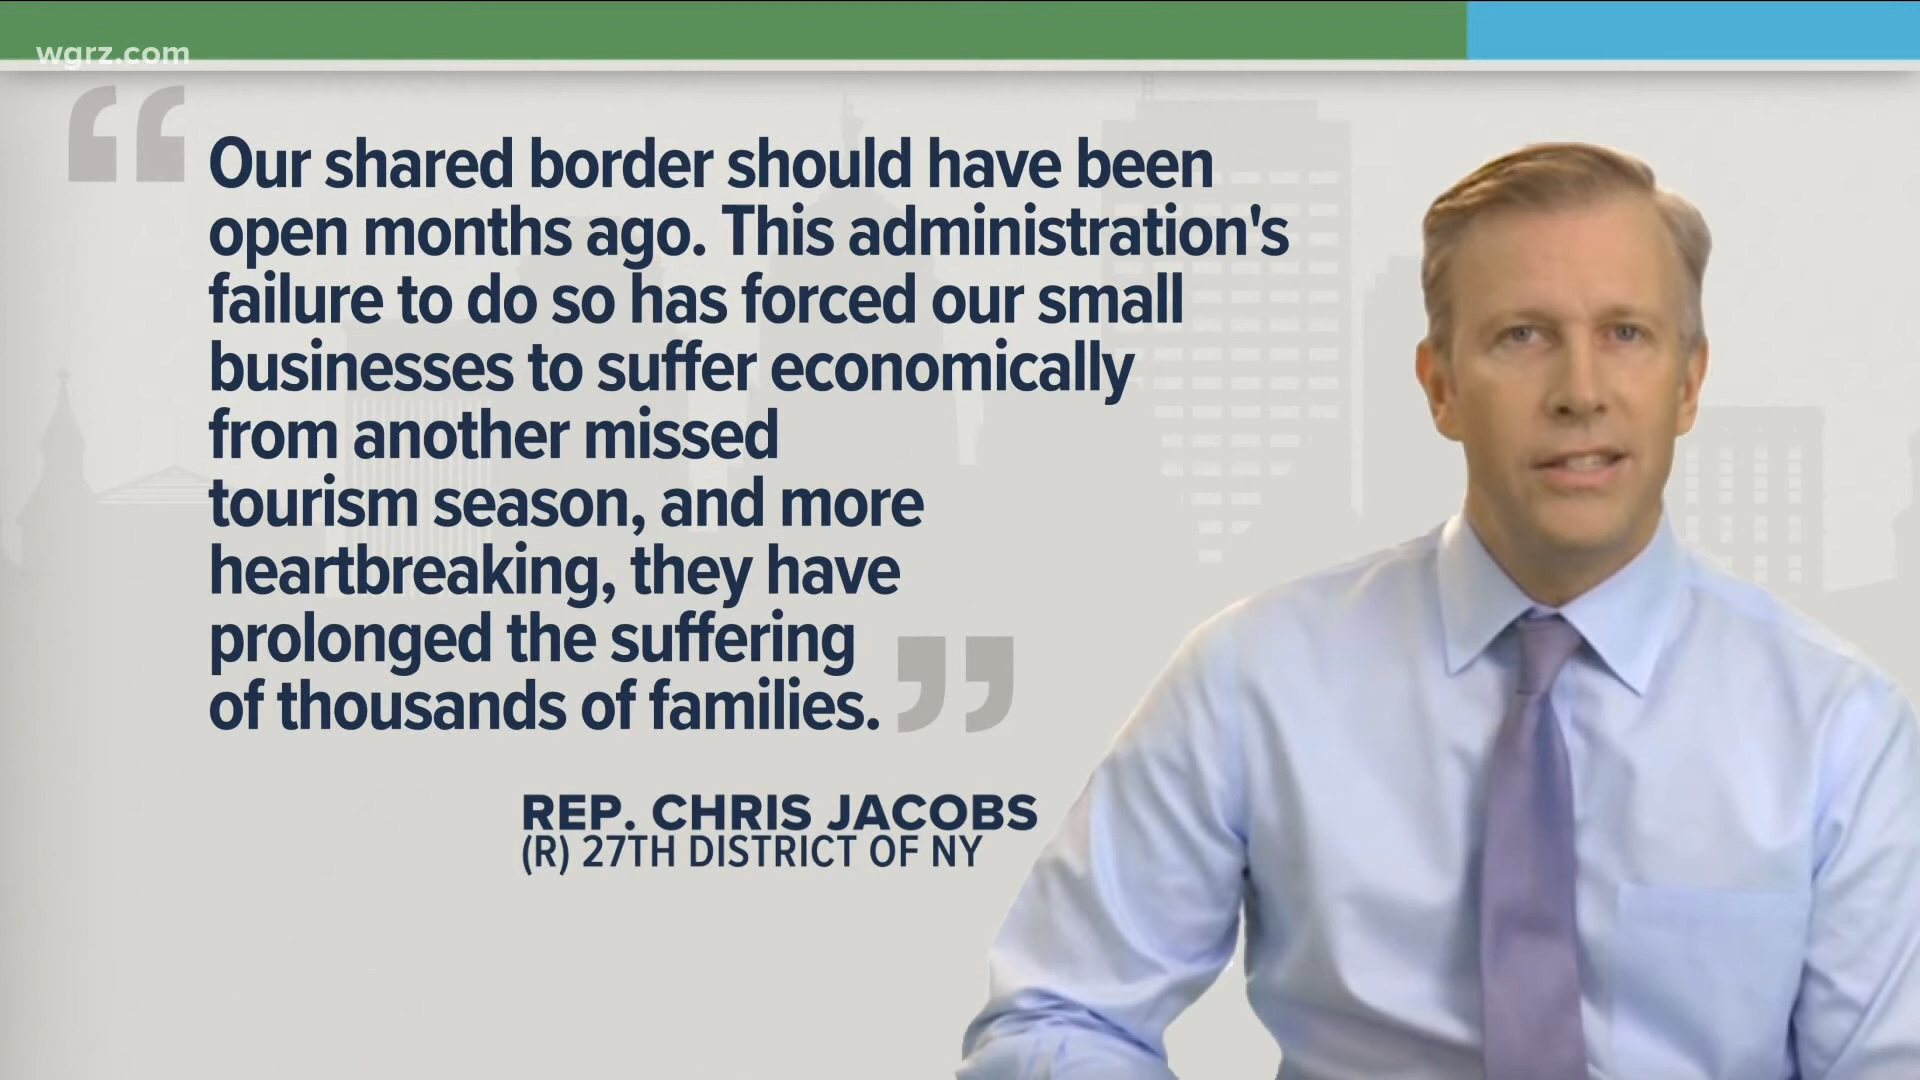 wgrz.com
“Our shared border should have been
open months ago. This administration's
failure to do so has forced our small
businesses to suffer economically
from another missed
tourism season, and more
heartbreaking, they have
prolonged the suffering
of thousands of families.”
REP. CHRIS JACOBS
(R) 27TH DISTRICT OF NY